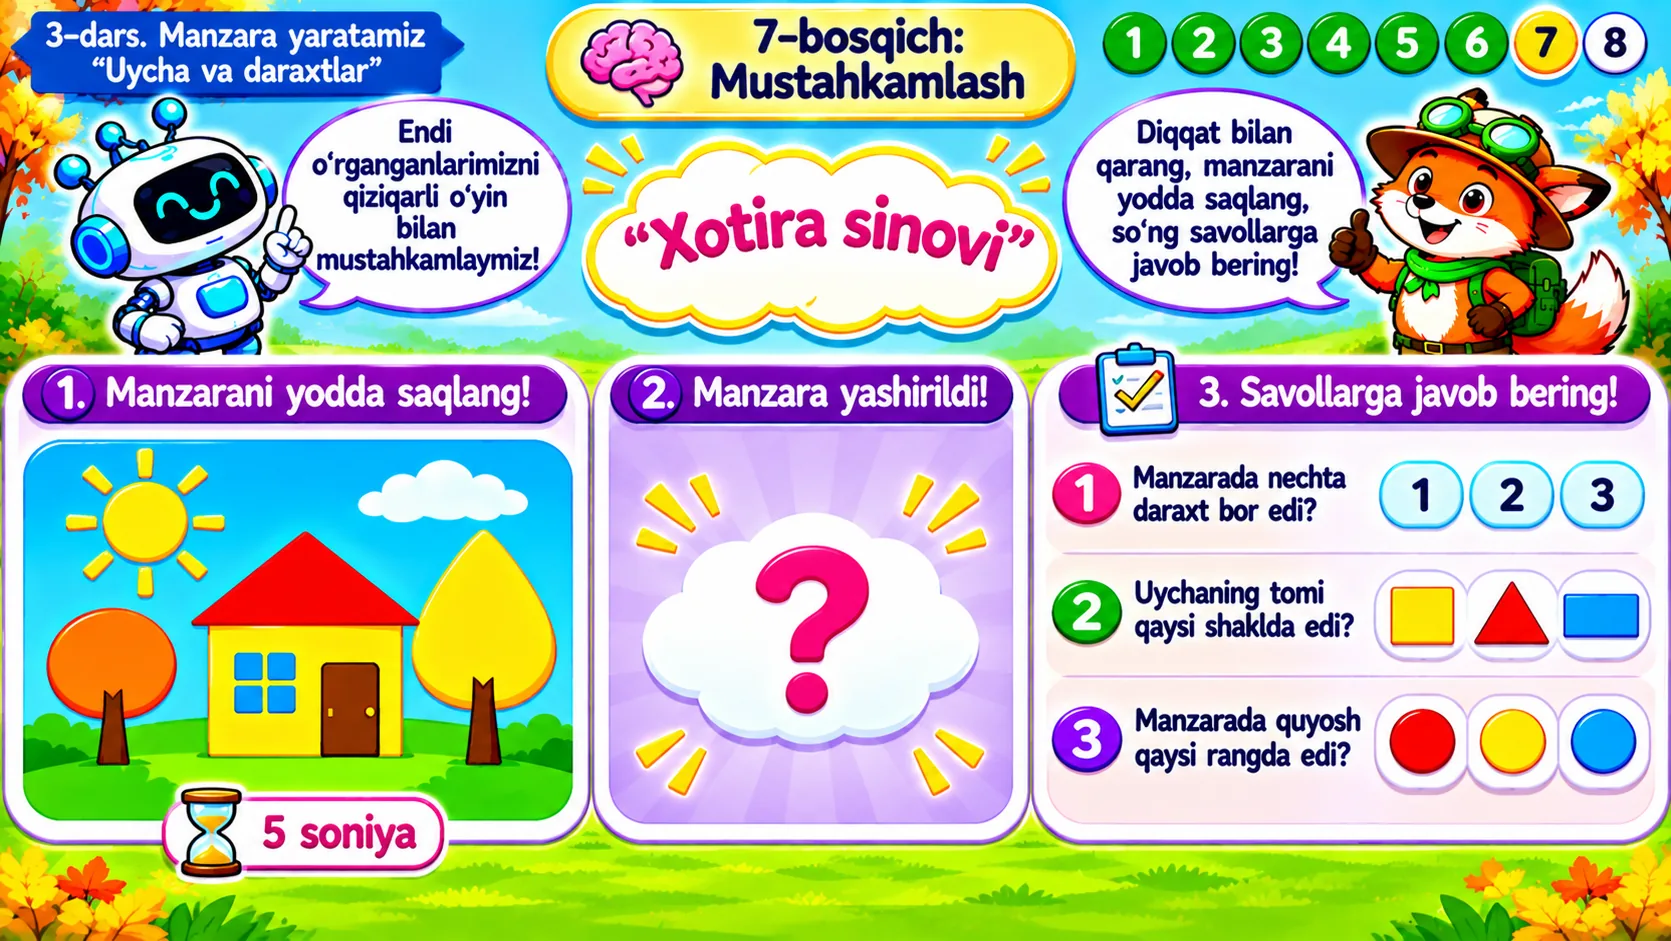 3-dars. Manzara yaratamiz
“Uycha va daraxtlar”
7-bosqich:
Mustahkamlash
1 2 3 4 5 6 7 8
Endi
o‘rganganlarimizni
qiziqarli o‘yin
bilan
mustahkamlaymiz!
“Xotira sinovi”
Diqqat bilan
qarang, manzarani
yodda saqlang,
so‘ng savollarga
javob bering!
1. Manzarani yodda saqlang!
5 soniya
2. Manzara yashirildi!
?
3. Savollarga javob bering!
1 Manzarada nechta
daraxt bor edi?
1 2 3
2 Uychaning tomi
qaysi shaklda edi?
3 Manzarada quyosh
qaysi rangda edi?